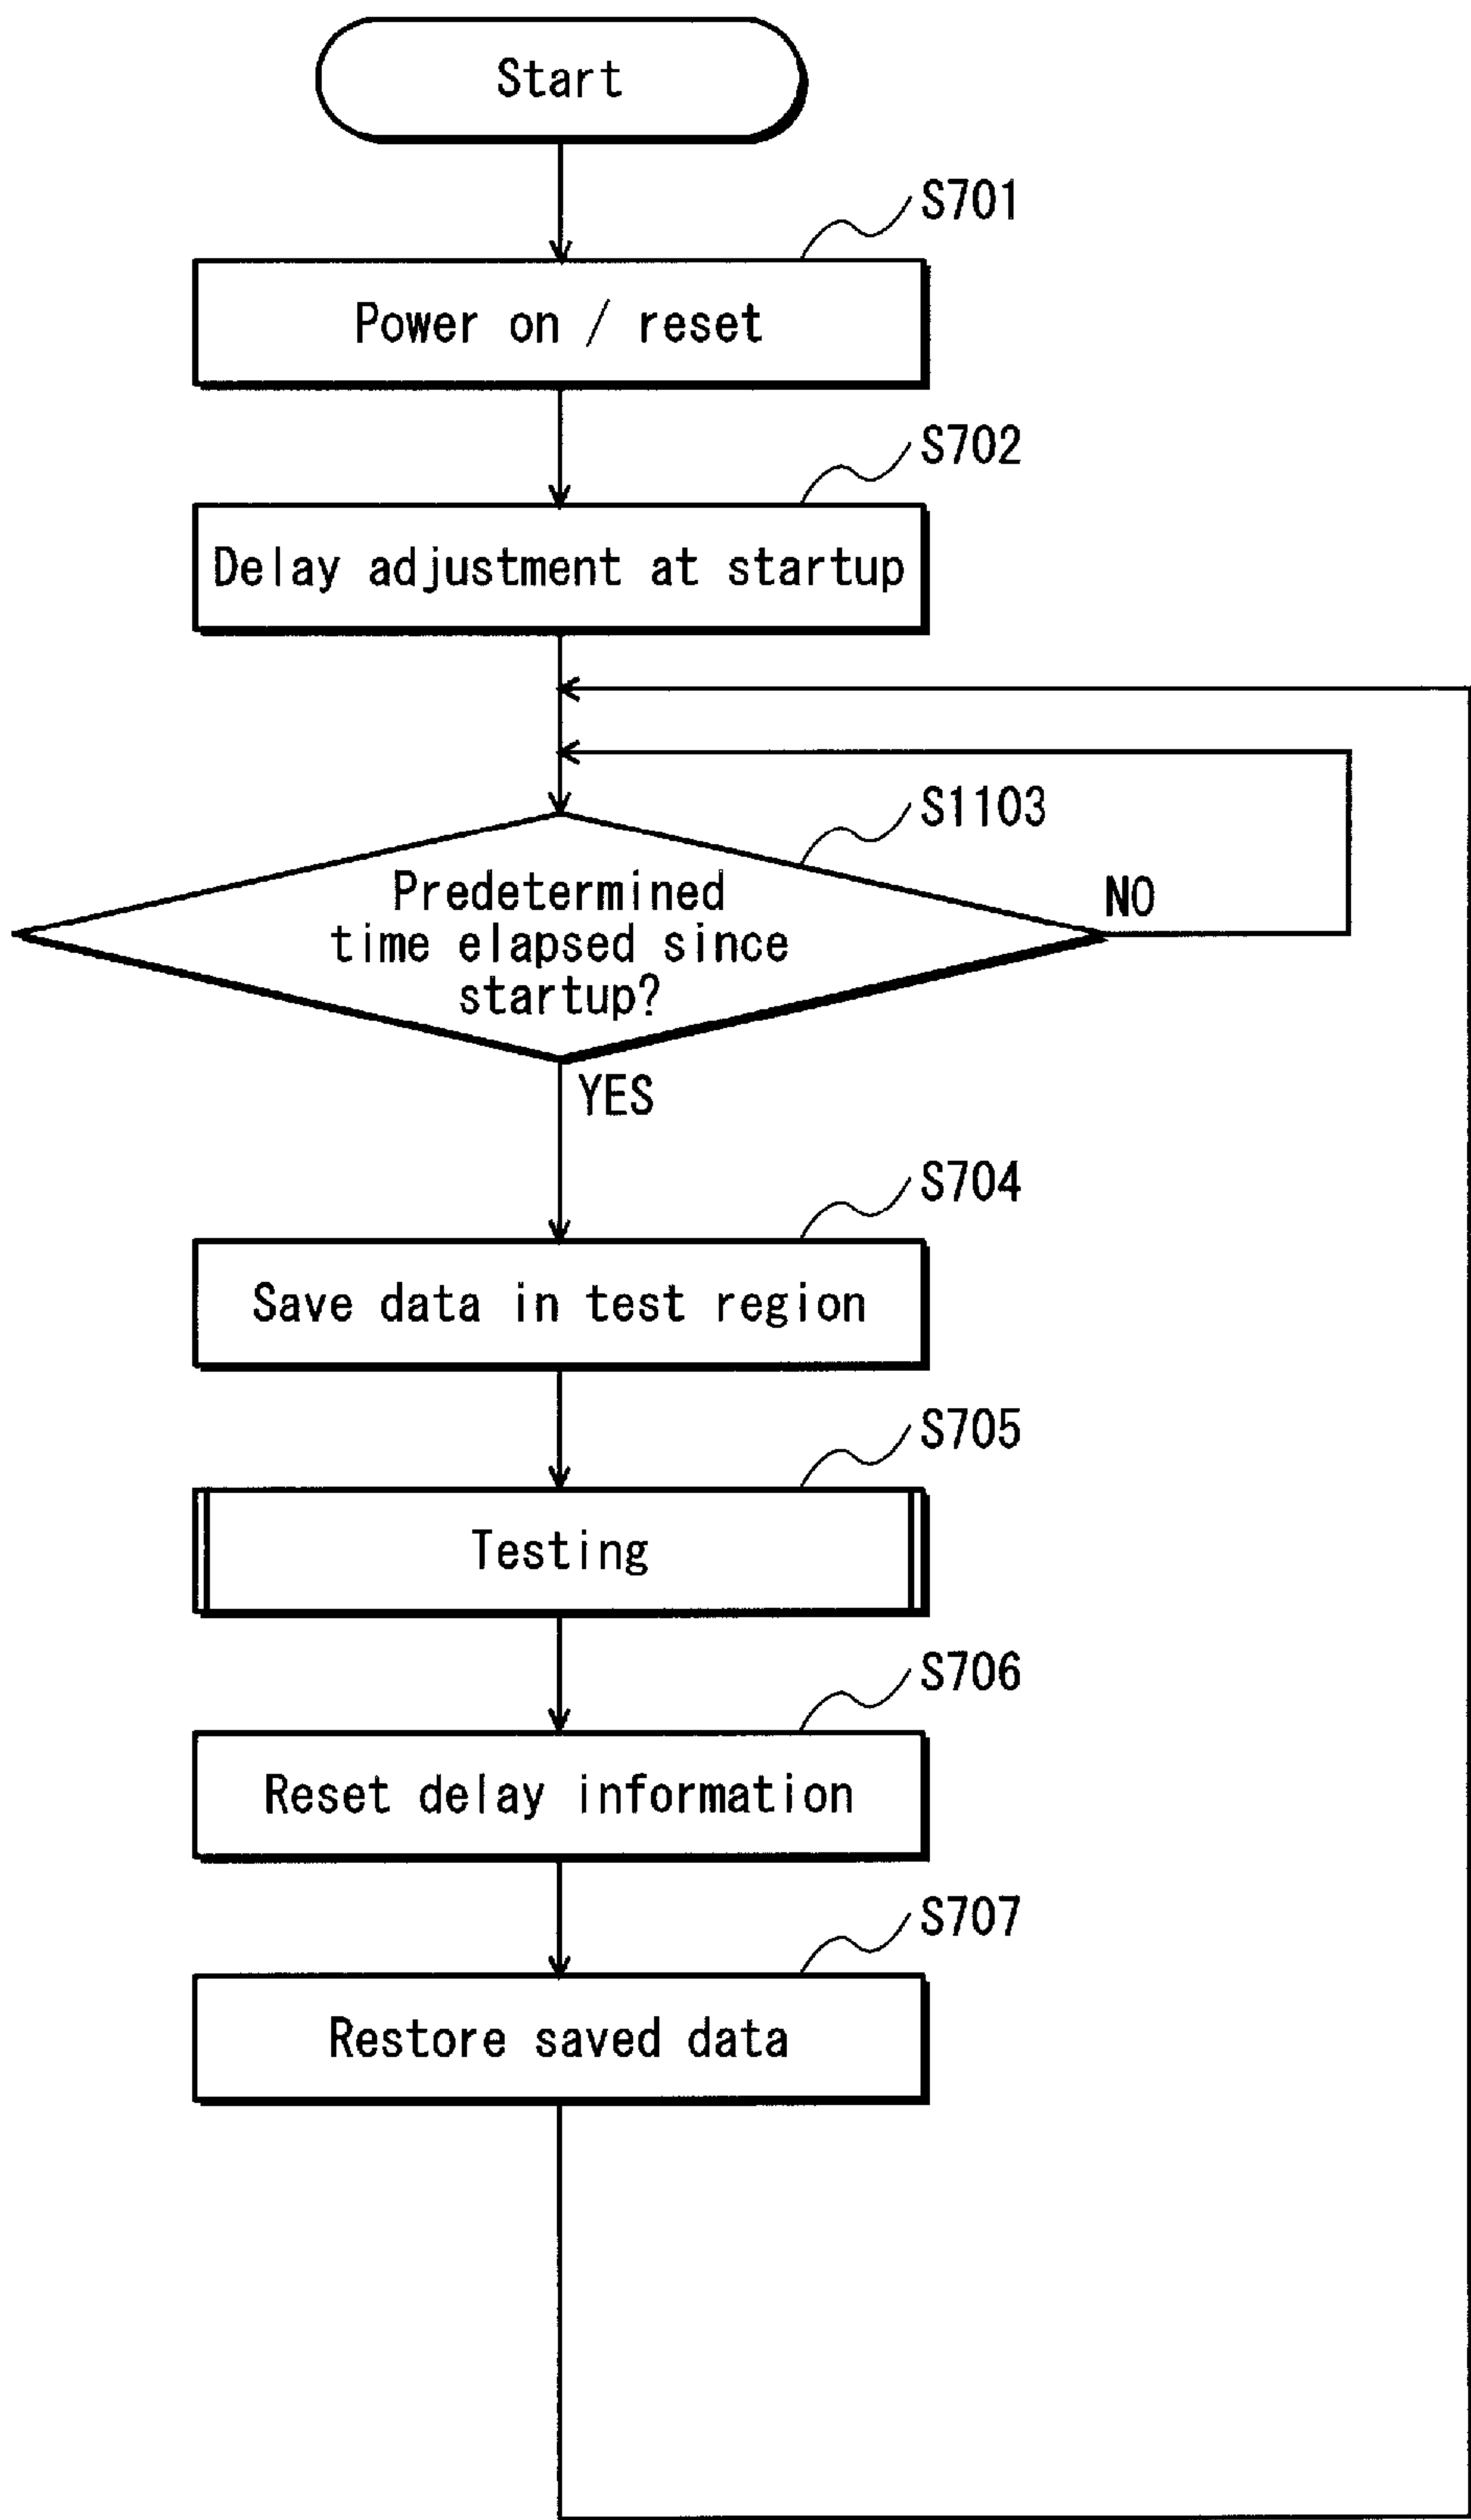 Start
S701
Power on / reset
S702
Delay adjustment at startup
S1103
Predetermined
time elapsed since
startup?
NO
YES
S704
Save data in test region
S705
Testing
S706
Reset delay information
S707
Restore saved data